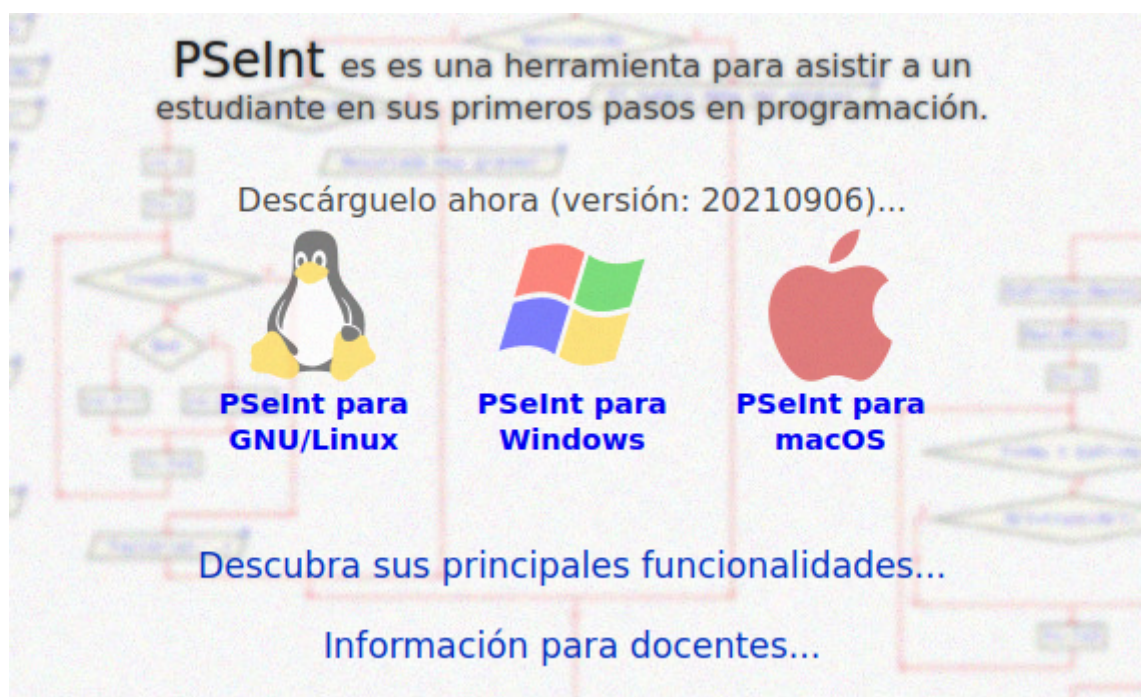 PSeInt es es una herramienta para asistir a un
estudiante en sus primeros pasos en programación.
Descárguelo ahora (versión: 20210906)...
PSeInt para
GNU/Linux
PSeInt para
Windows
PSeInt para
macOS
Descubra sus principales funcionalidades...
Información para docentes...